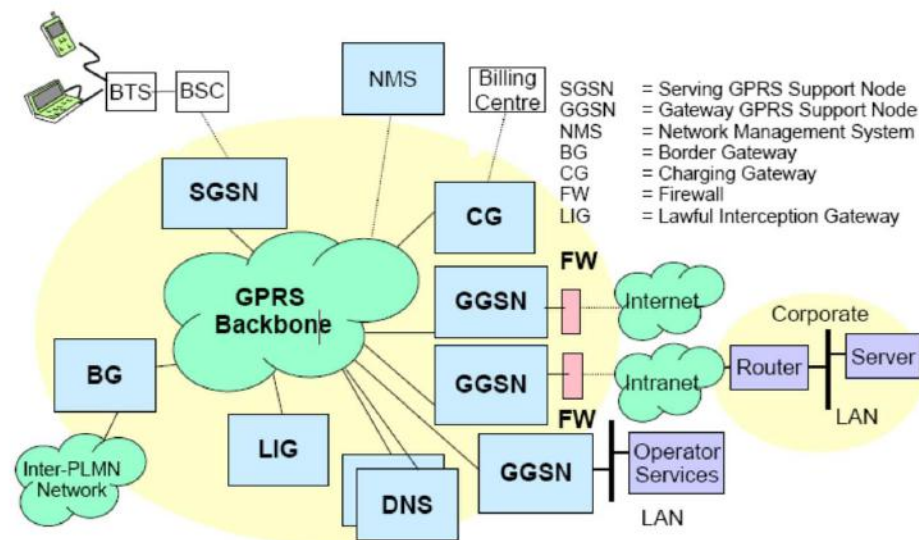 BTS
BSC
NMS
Billing
Centre
SGSN = Serving GPRS Support Node
GGSN = Gateway GPRS Support Node
NMS = Network Management System
BG = Border Gateway
CG = Charging Gateway
FW = Firewall
LIG = Lawful Interception Gateway
SGSN
CG
FW
GPRS
Backbone
GGSN
Internet
Corporate
BG
GGSN
Intranet
Router
Server
FW
LAN
LIG
Inter-PLMN
Network
DNS
GGSN
Operator
Services
LAN